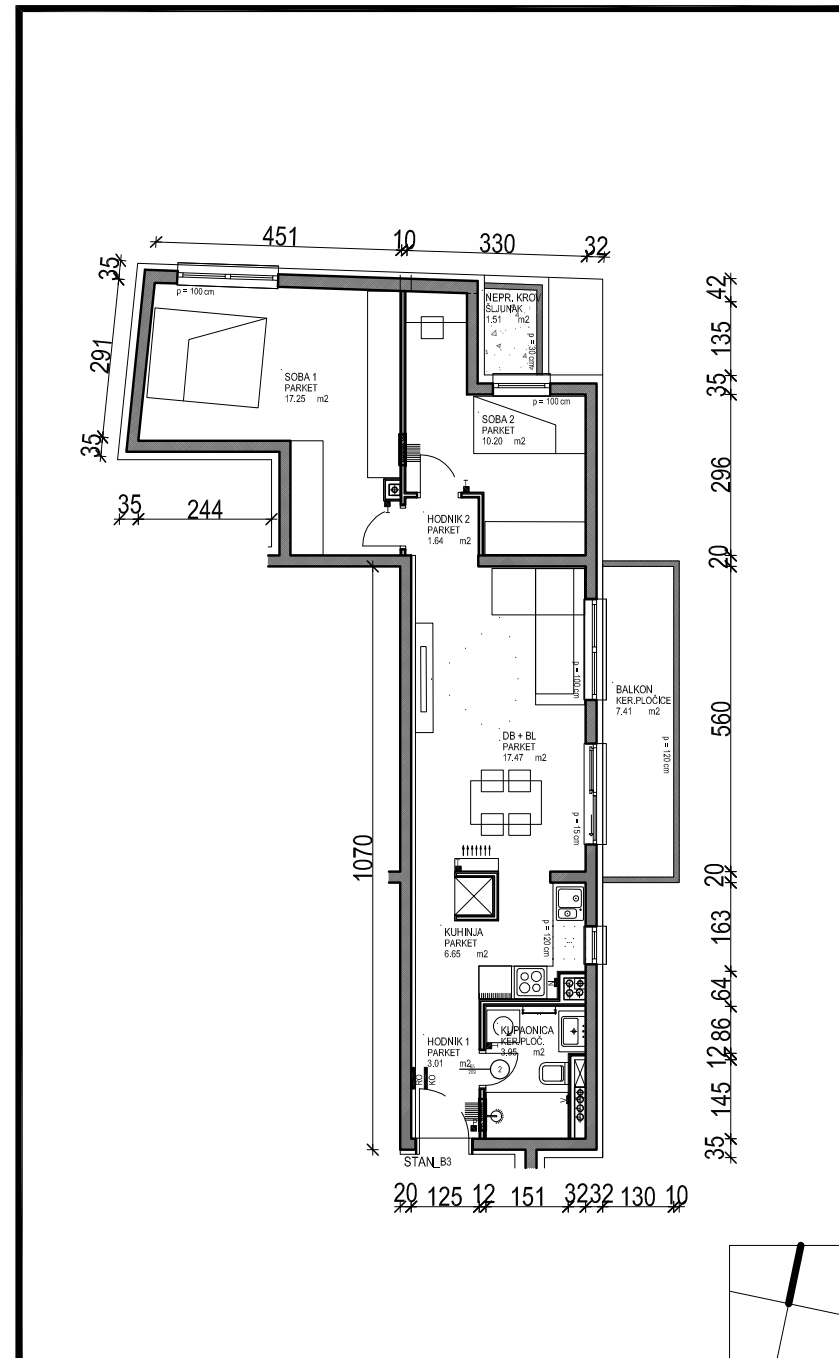 451
10
330
32
35
291
35
35
244
42
135
35
296
20
560
20
163
64
86
12
145
35
1070
p = 100 cm
NEPR. KROV
ŠLJUNAK
1.51 m2
p = 30 cm
p = 100 cm
SOBA 1
PARKET
17.25 m2
SOBA 2
PARKET
10.20 m2
HODNIK 2
PARKET
1.64 m2
p = 100 cm
BALKON
KER.PLOČICE
7.41 m2
p = 120 cm
DB + BL
PARKET
17.47 m2
p = 15 cm
KUHINJA
PARKET
6.65 m2
p = 120 cm
N
HODNIK 1
PARKET
3.01 m2
KUPAONICA
KER.PLOČ.
3.95 m2
2
RO
KO
V
STAN_B3
20 125 12 151 32 32 130 10